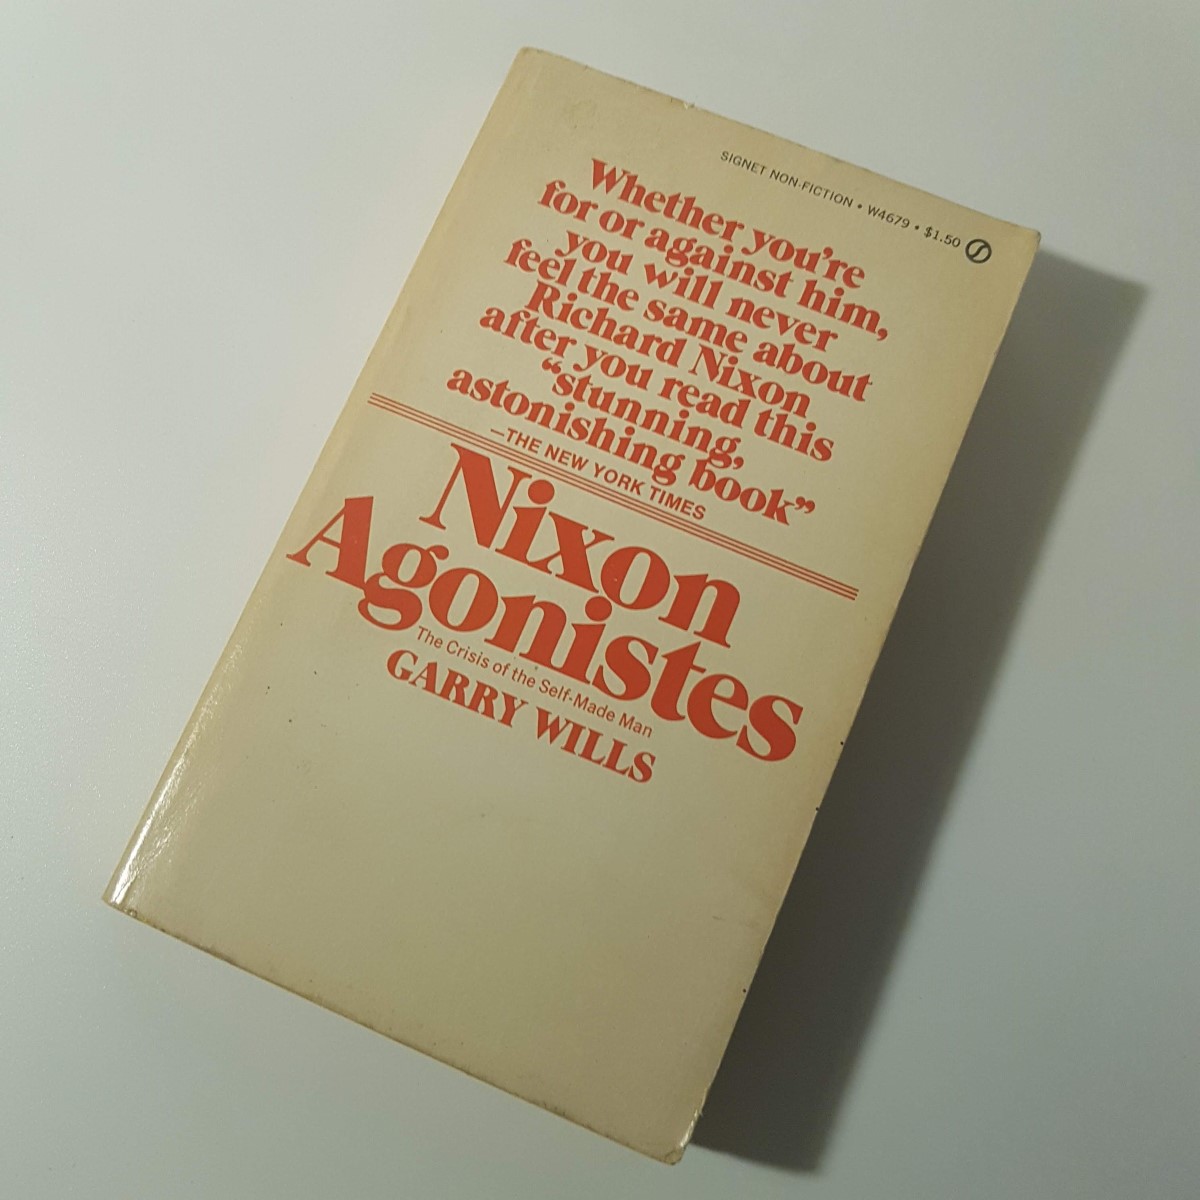 SIGNET NON-FICTION • W4679 • $1.50
Whether you're
for or against him,
you will never
feel the same about
Richard Nixon
after you read this
“stunning,
astonishing book”
—THE NEW YORK TIMES
Nixon
Agonistes
The Crisis of the Self-Made Man
GARRY WILLS